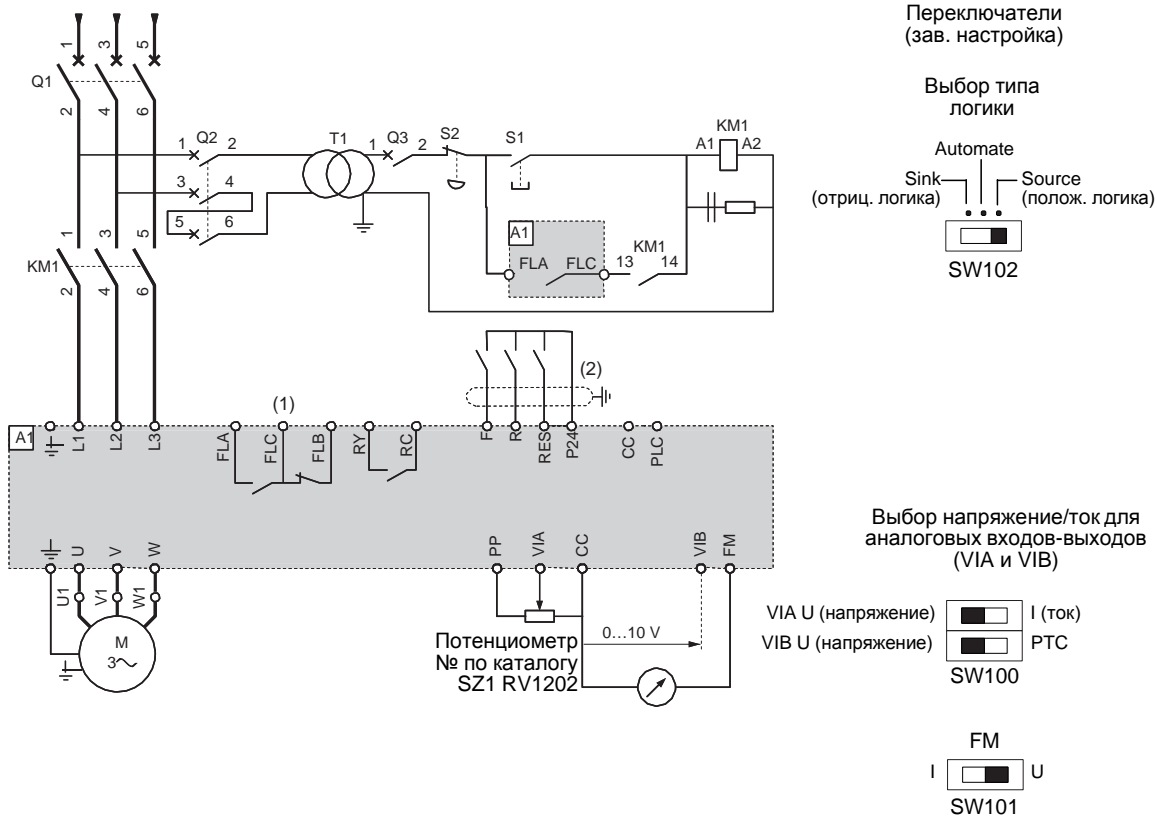 Переключатели
(зав. настройка)
Выбор типа
логики
Automate
Sink
(отриц. логика)
Source
(полож. логика)
SW102
1 3 5
Q1
2 4 6
1 Q2 2
3 4
5 6
T1
1 Q3 2
S2
S1
KM1
A1 A2
A1
FLA FLC
13 KM1 14
1 3 5
KM1
2 4 6
(1)
(2)
A1
L1 L2 L3
FLA FLC FLB RY RC
F R RES P24 CC PLC
U V W
PP VIA CC VIB FM
U1 V1 W1
M
3
0...10 V
Потенциометр
№ по каталогу
SZ1 RV1202
Выбор напряжение/ток для
аналоговых входов-выходов
(VIA и VIB)
VIA U (напряжение) I (ток)
VIB U (напряжение) PTC
SW100
FM
I U
SW101